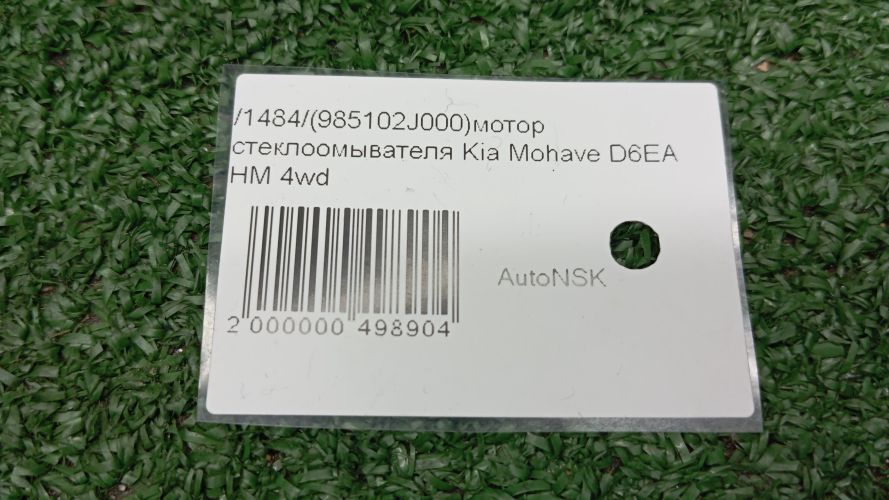 /1484/(985102J000)мотор
стеклоомывателя Kia Mohave D6EA
HM 4wd
AutoNSK
2 000000 498904